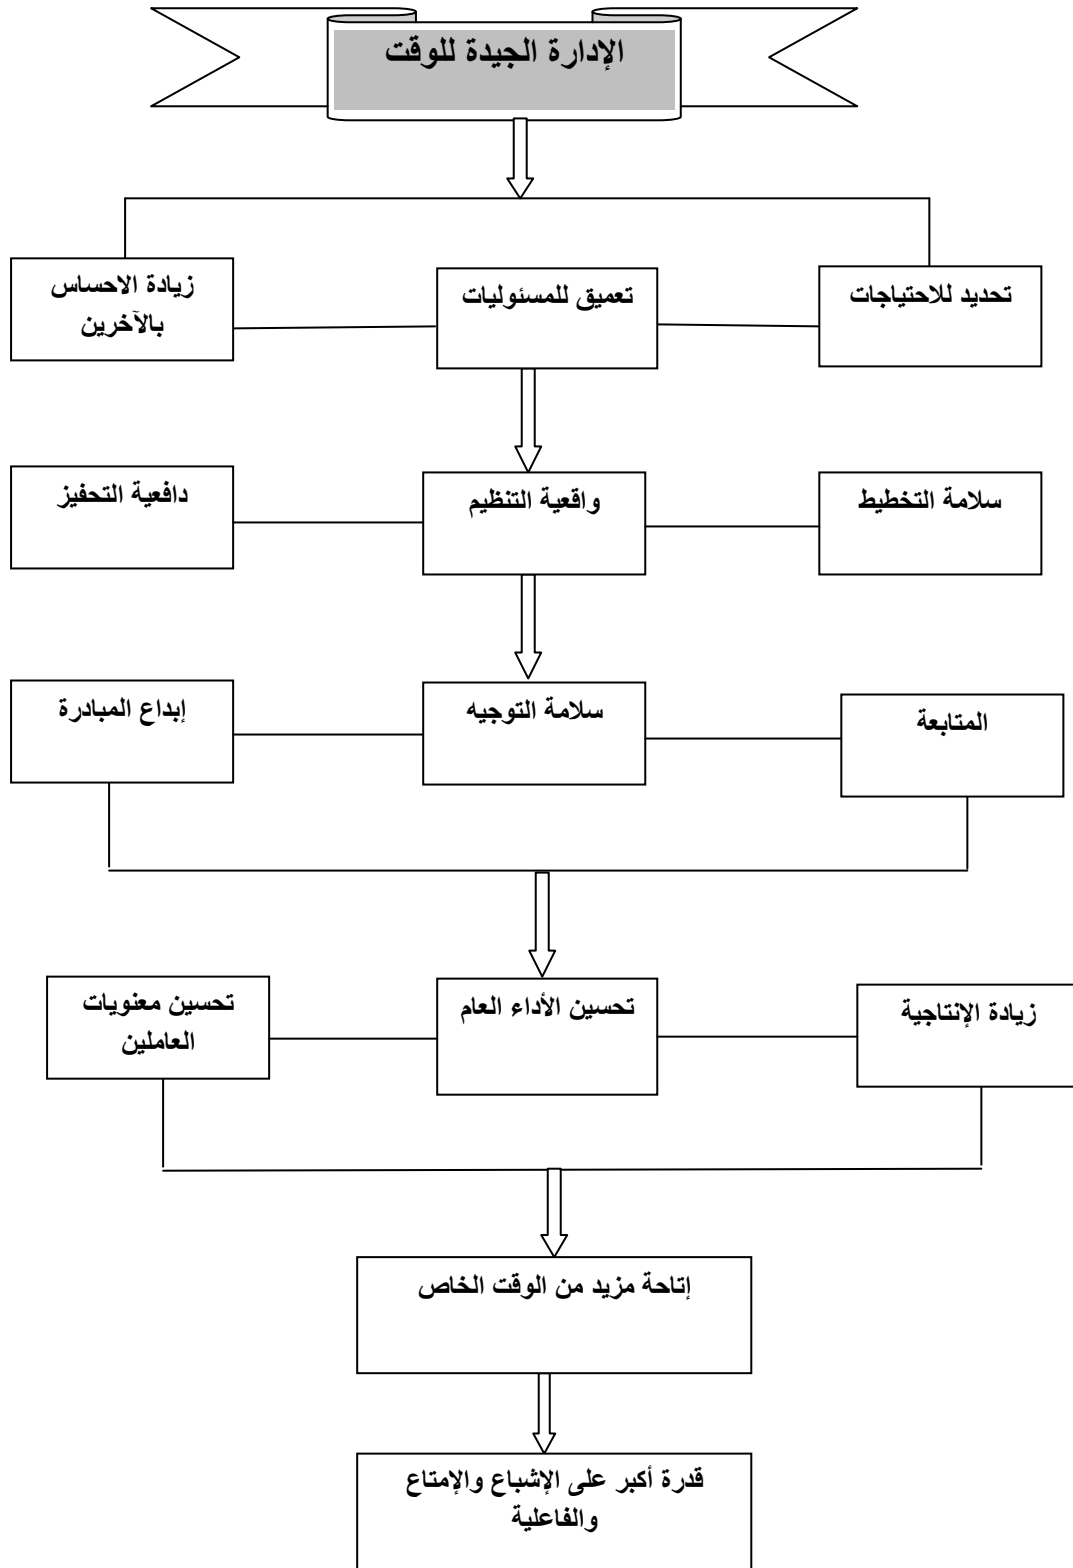 الإدارة الجيدة للوقت
تحديد للاحتياجات
تعميق للمسئوليات
زيادة الاحساس
بالآخرين
سلامة التخطيط
واقعية التنظيم
دافعية التحفيز
المتابعة
سلامة التوجيه
إبداع المبادرة
زيادة الإنتاجية
تحسين الأداء العام
تحسين معنويات
العاملين
إتاحة مزيد من الوقت الخاص
قدرة أكبر على الإشباع والإمتاع
والفاعلية